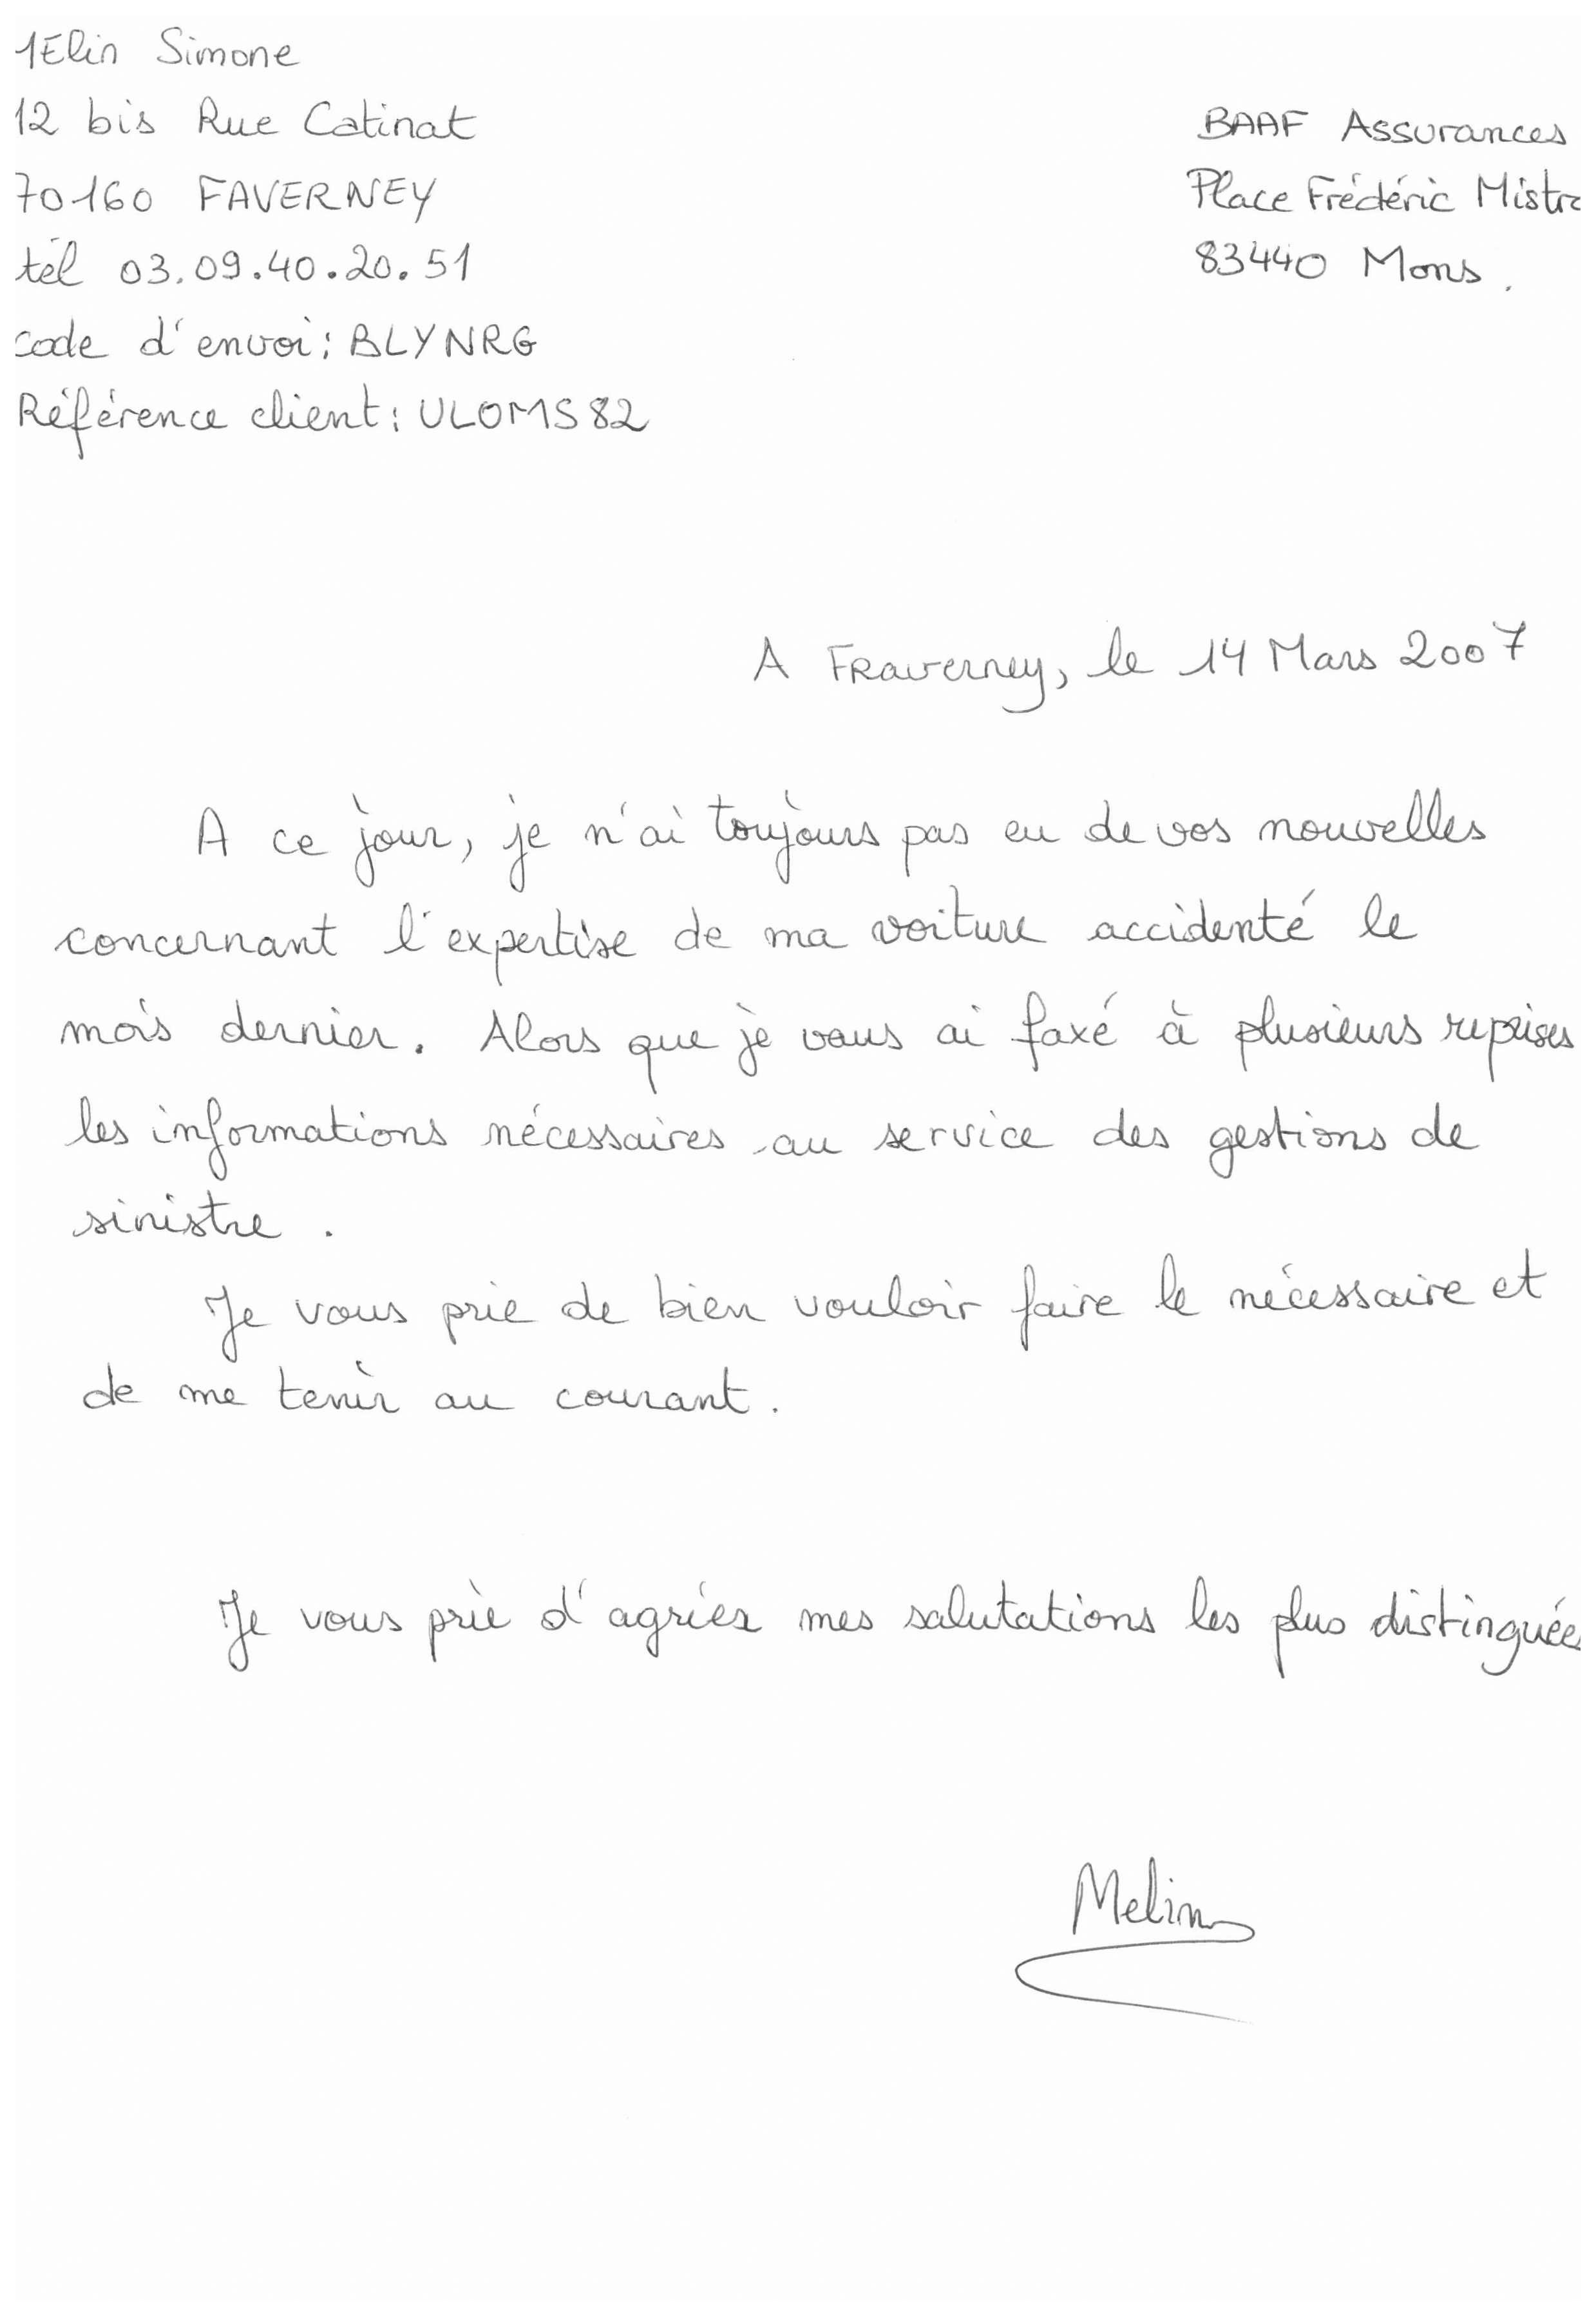 1Elin Simone
12 bis Rue Catinat
70160 FAVERNEY
tél 03.09.40.20.51
code d'envoi : BLYNRG
Référence client : ULOMS82
BAAF Assurances
Place Frédéric Mistr
83440 Mons.
A FRaverney, le 14 Mars 2007
A ce jour, je n'ai toujours pas eu de vos nouvelles
concernant l'expertise de ma voiture accidenté le
mois dernier. Alors que je vous ai faxé à plusieurs reprises
les informations nécessaires au service des gestions de
sinistre.
Je vous prie de bien vouloir faire le nécessaire et
de me tenir au courant.
Je vous prie d'agréer mes salutations les plus distinguées
Melin